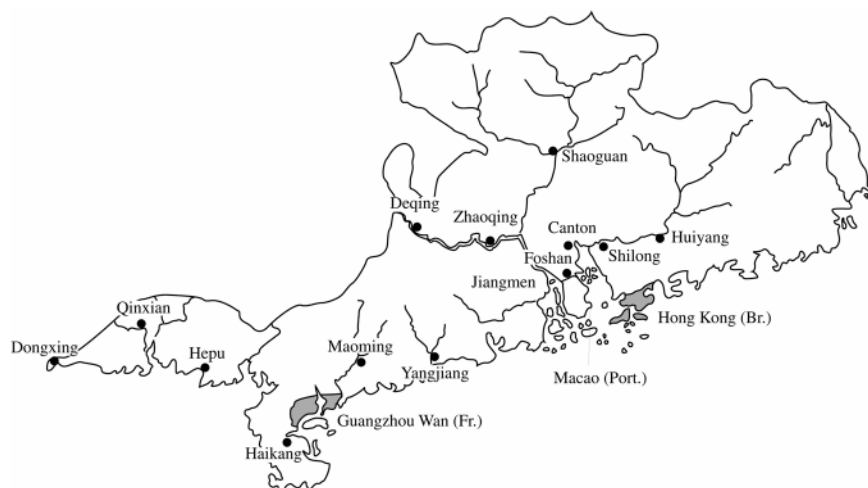 Shaoguan
Deqing
Zhaoqing
Canton
Huiyang
Foshan
Shilong
Jiangmen
Qinxian
Hong Kong (Br.)
Dongxing
Hepu
Maoming
Yangjiang
Macao (Port.)
Guangzhou Wan (Fr.)
Haikang